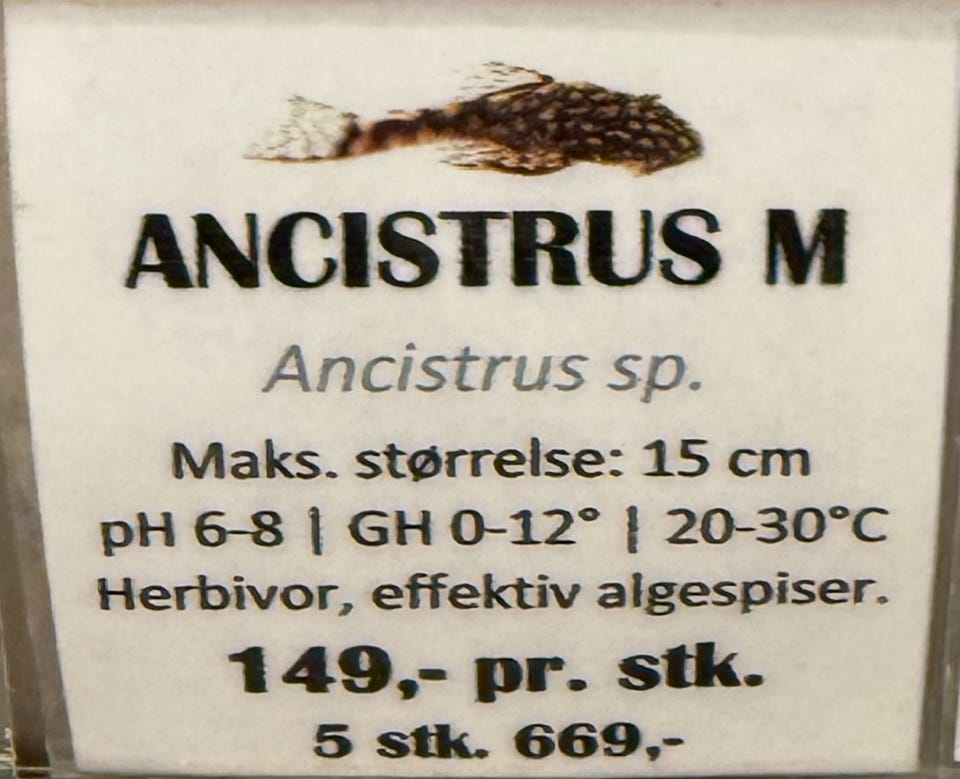 ANCISTRUS M
Ancistrus sp.
Maks. størrelse: 15 cm
pH 6-8 | GH 0-12° | 20-30°C
Herbivor, effektiv algespiser.
149,- pr. stk.
5 stk. 669,-